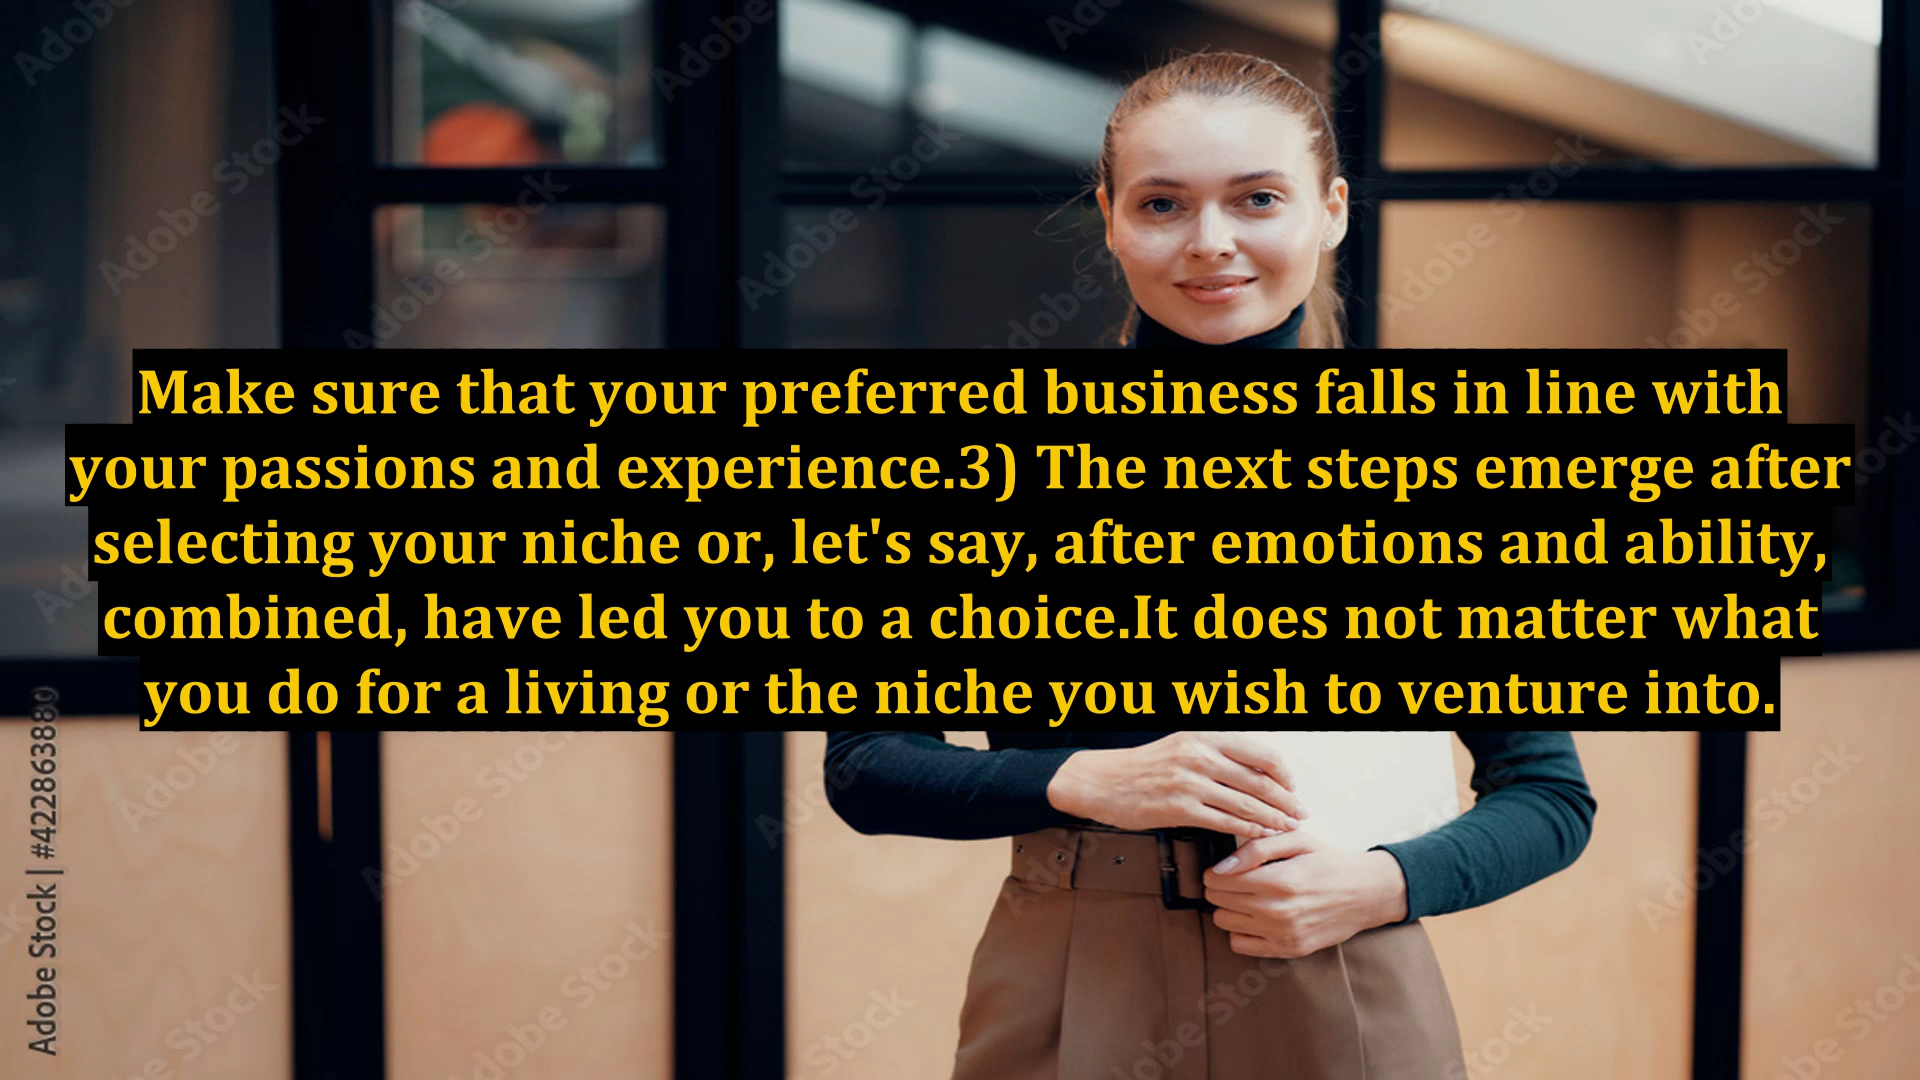 Make sure that your preferred business falls in line with
your passions and experience.3) The next steps emerge after
selecting your niche or, let's say, after emotions and ability,
combined, have led you to a choice.It does not matter what
you do for a living or the niche you wish to venture into.
Adobe Stock | #422863880
Adobe Stock